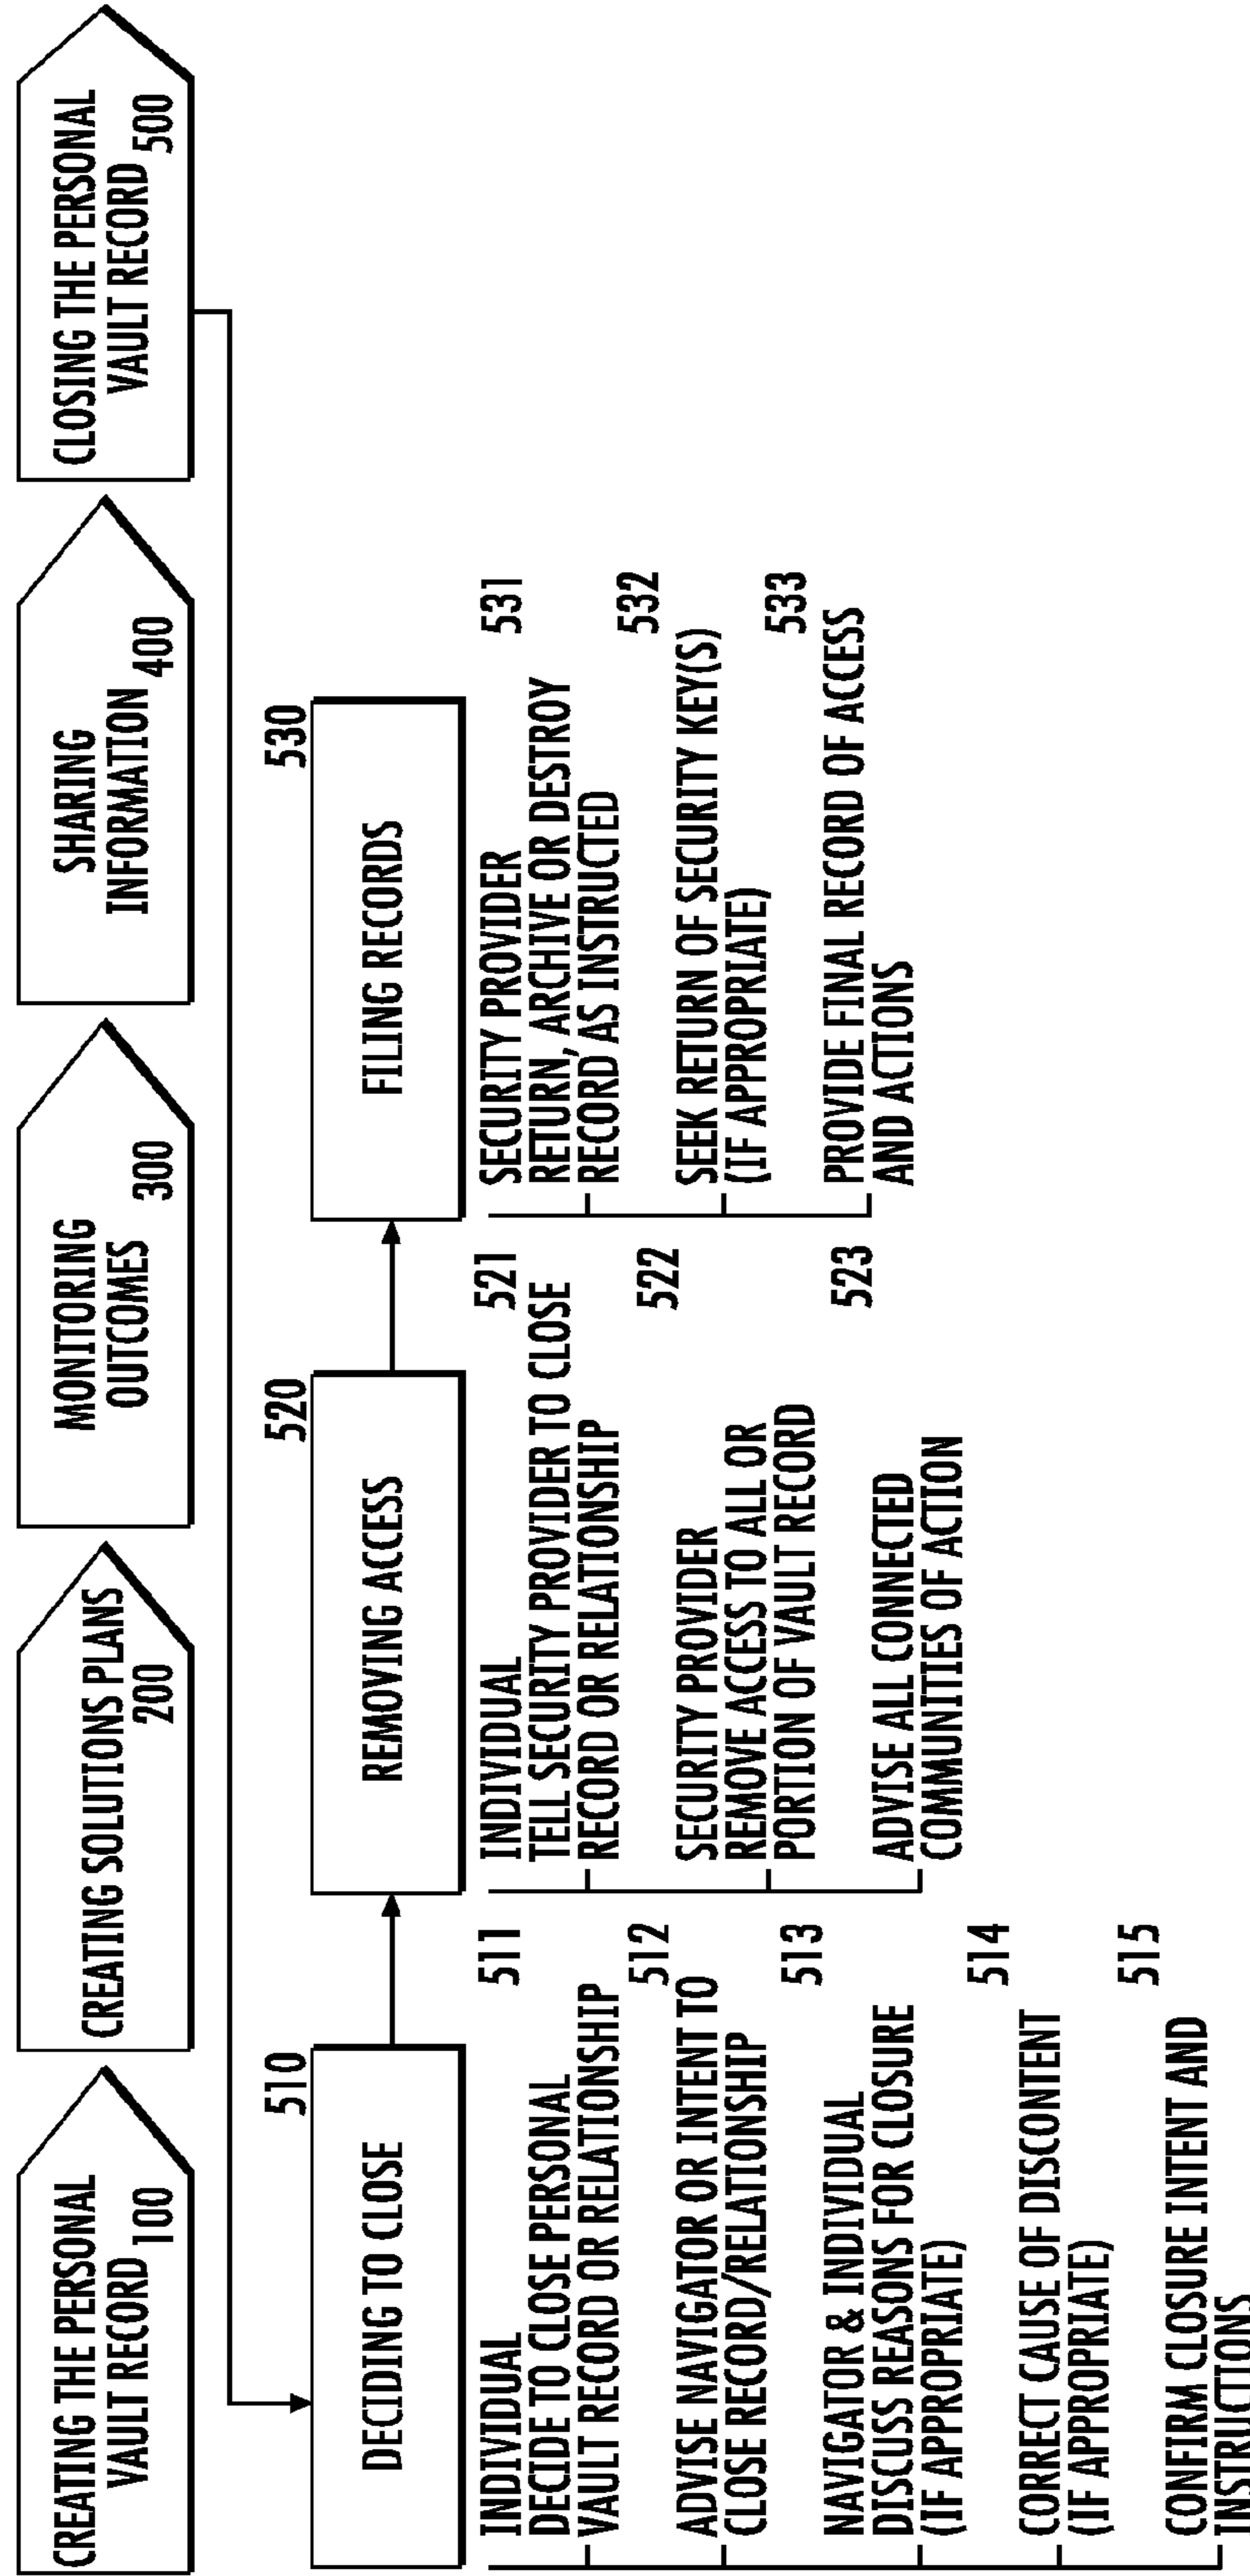 CREATING THE PERSONAL
VAULT RECORD 100
CREATING SOLUTIONS PLANS
200
MONITORING
OUTCOMES 300
SHARING
INFORMATION 400
CLOSING THE PERSONAL
VAULT RECORD 500
510
DECIDING TO CLOSE
INDIVIDUAL 511
DECIDE TO CLOSE PERSONAL
VAULT RECORD OR RELATIONSHIP
512
ADVISE NAVIGATOR OR INTENT TO
CLOSE RECORD/RELATIONSHIP
513
NAVIGATOR & INDIVIDUAL
DISCUSS REASONS FOR CLOSURE
(IF APPROPRIATE)
514
CORRECT CAUSE OF DISCONTENT
(IF APPROPRIATE)
515
CONFIRM CLOSURE INTENT AND
INSTRUCTIONS
520
REMOVING ACCESS
INDIVIDUAL 521
TELL SECURITY PROVIDER TO CLOSE
RECORD OR RELATIONSHIP
522
SECURITY PROVIDER
REMOVE ACCESS TO ALL OR
PORTION OF VAULT RECORD
523
ADVISE ALL CONNECTED
COMMUNITIES OF ACTION
530
FILING RECORDS
SECURITY PROVIDER 531
RETURN, ARCHIVE OR DESTROY
RECORD, AS INSTRUCTED
532
SEEK RETURN OF SECURITY KEY(S)
(IF APPROPRIATE)
533
PROVIDE FINAL RECORD OF ACCESS
AND ACTIONS